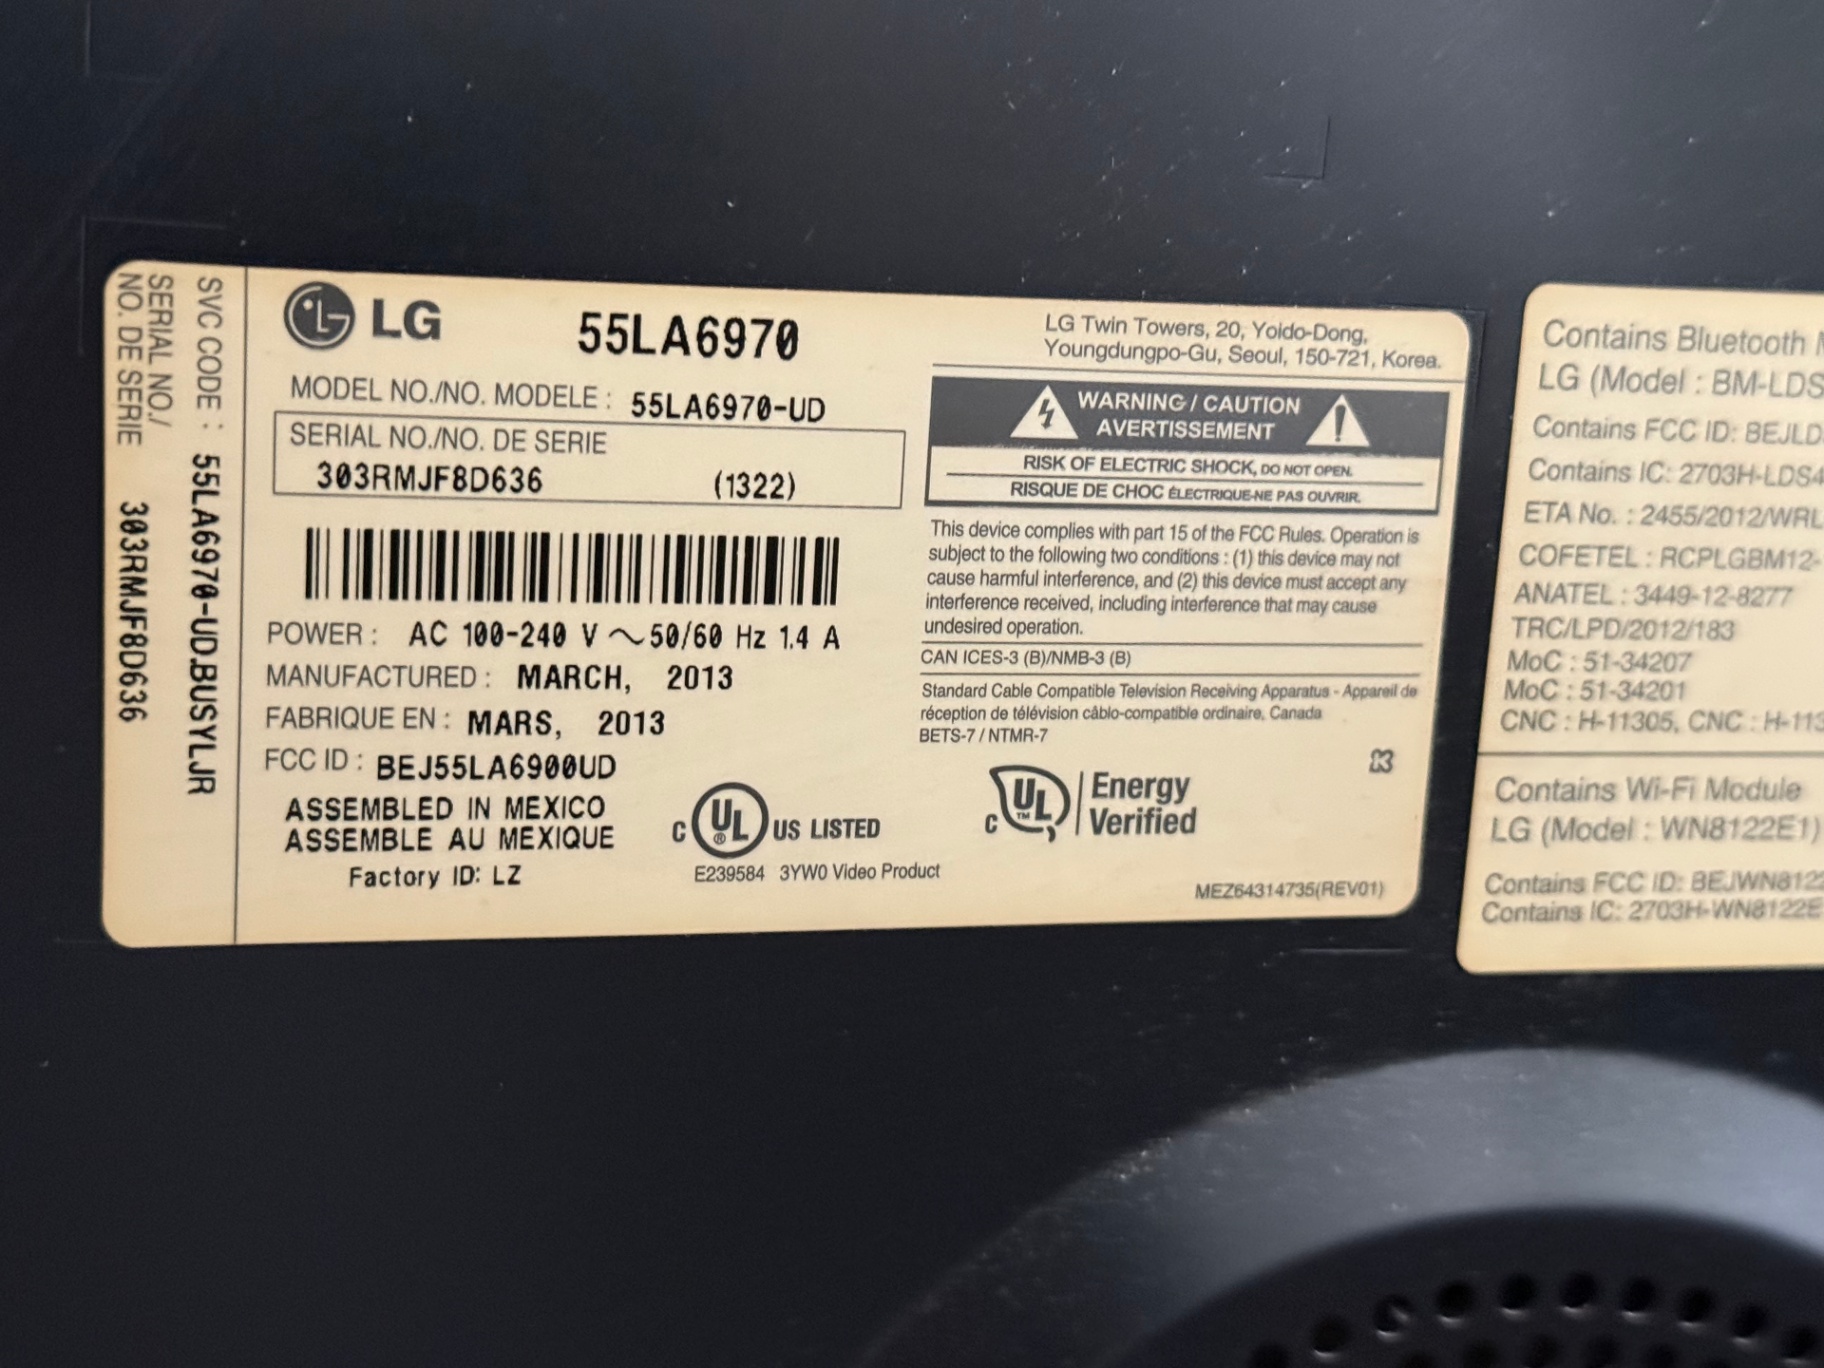 SVC CODE : 55LA6970-UD.BUSYLJR
SERIAL NO./
NO. DE SERIE 303RMJF8D636
LG
55LA6970
MODEL NO./NO. MODELE : 55LA6970-UD
SERIAL NO./NO. DE SERIE
303RMJF8D636 (1322)
POWER : AC 100-240 V ~ 50/60 Hz 1.4 A
MANUFACTURED : MARCH, 2013
FABRIQUE EN : MARS, 2013
FCC ID : BEJ55LA6900UD
ASSEMBLED IN MEXICO
ASSEMBLE AU MEXIQUE
Factory ID: LZ
C UL ® US LISTED
E239584 3YW0 Video Product
LG Twin Towers, 20, Yoido-Dong,
Youngdungpo-Gu, Seoul, 150-721, Korea.
WARNING / CAUTION
AVERTISSEMENT
RISK OF ELECTRIC SHOCK, DO NOT OPEN.
RISQUE DE CHOC ÉLECTRIQUE-NE PAS OUVRIR.
This device complies with part 15 of the FCC Rules. Operation is
subject to the following two conditions : (1) this device may not
cause harmful interference, and (2) this device must accept any
interference received, including interference that may cause
undesired operation.
CAN ICES-3 (B)/NMB-3 (B)
Standard Cable Compatible Television Receiving Apparatus - Appareil de
réception de télévision câblo-compatible ordinaire, Canada
BETS-7 / NTMR-7
C UL ™ Energy
Verified
MEZ64314735(REV01)
Contains Bluetooth
LG (Model : BM-LDS
Contains FCC ID: BEJLD
Contains IC: 2703H-LDS4
ETA No. : 2455/2012/WRL
COFETEL : RCPLGBM12-
ANATEL : 3449-12-8277
TRC/LPD/2012/183
MoC : 51-34207
MoC : 51-34201
CNC : H-11305, CNC : H-113
Contains Wi-Fi Module
LG (Model : WN8122E1)
Contains FCC ID: BEJWN8122
Contains IC: 2703H-WN8122E